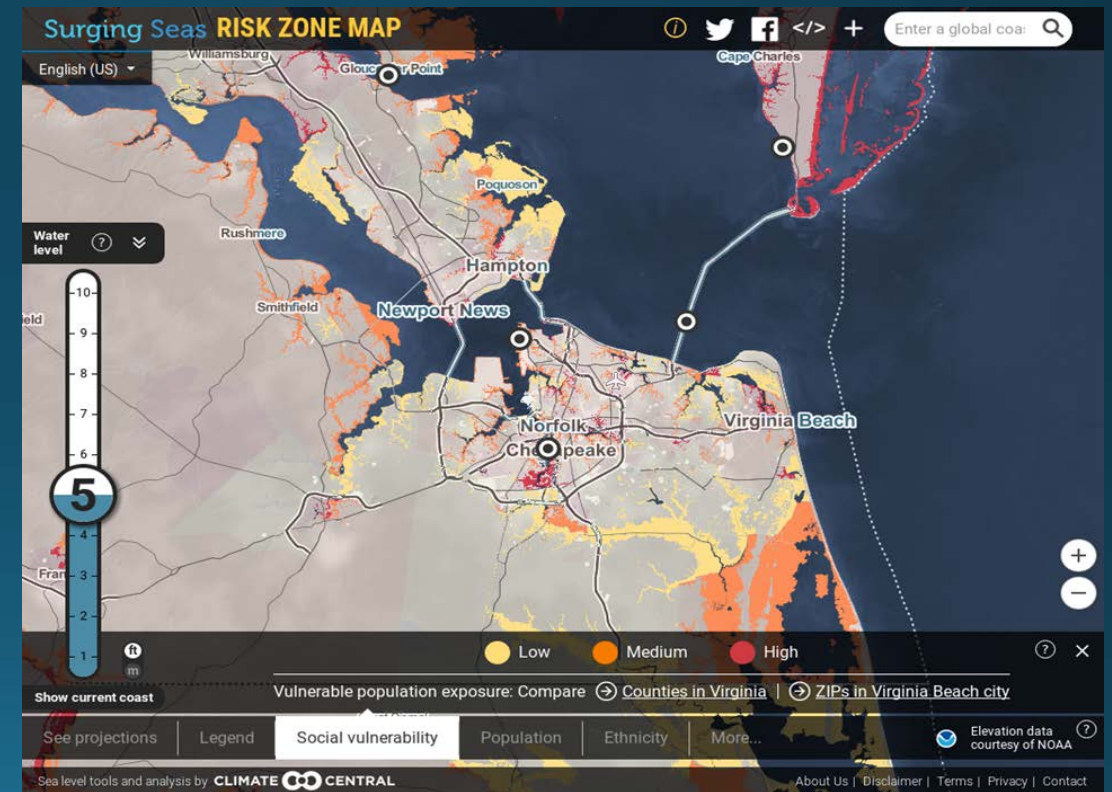 Surging Seas RISK ZONE MAP
</> +
Enter a global coa
English (US)
Williamsburg
Cape Charles
Poquoson
Water level ?
Rushmere
Hampton
Smithfield
Newport News
eld
10
9
8
7
6
5
4
3
2
1
Norfolk
Virginia Beach
Chesapeake
Fran
+
−
ft
m
Low Medium High ? ×
Show current coast
Vulnerable population exposure: Compare Counties in Virginia | ZIPs in Virginia Beach city
See projections Legend Social vulnerability Population Ethnicity More...
Elevation data ?
courtesy of NOAA
Sea level tools and analysis by CLIMATE CENTRAL
About Us | Disclaimer | Terms | Privacy | Contact